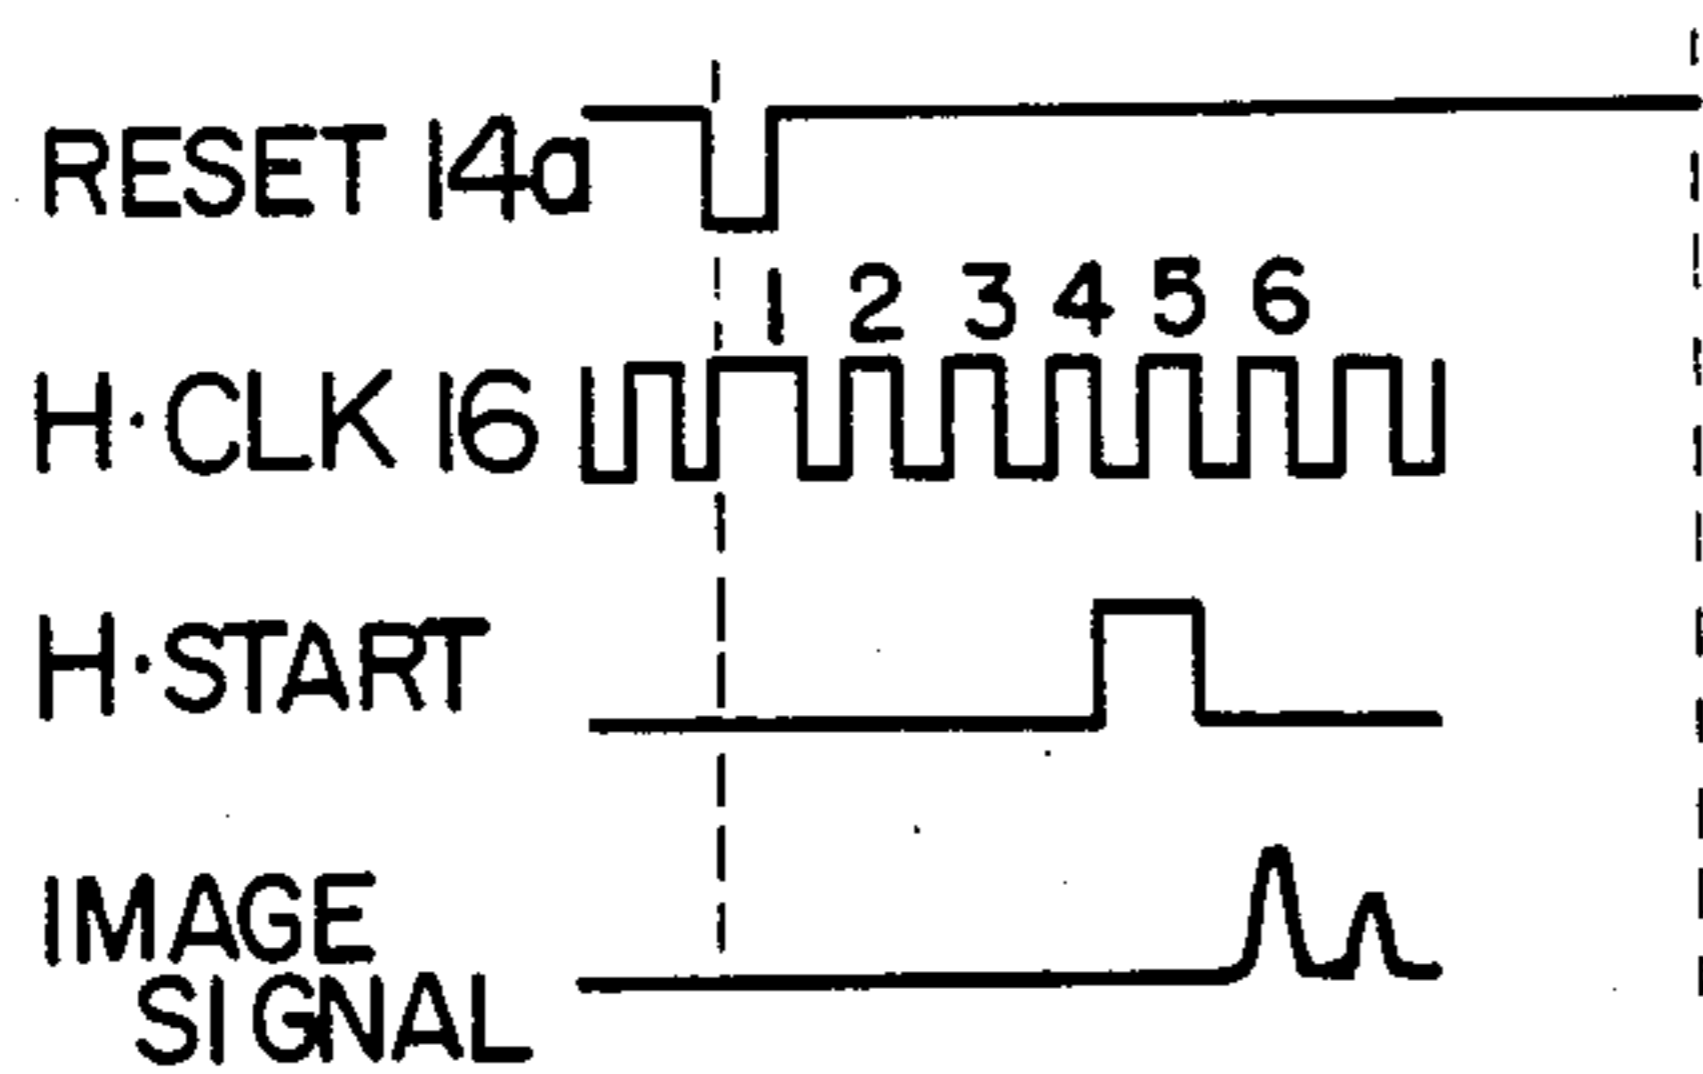 RESET 14a
1 2 3 4 5 6
H·CLK 16
H·START
IMAGE
SIGNAL